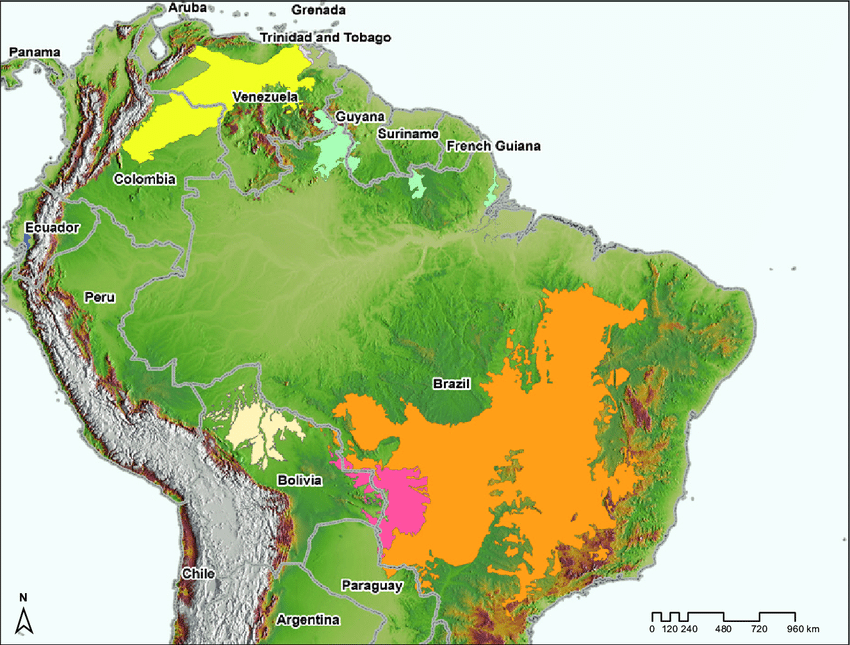 Aruba
Grenada
Trinidad and Tobago
Panama
Venezuela
Guyana
Suriname
French Guiana
Colombia
Ecuador
Peru
Brazil
Bolivia
Chile
Paraguay
Argentina
N
0 120 240 480 720 960 km